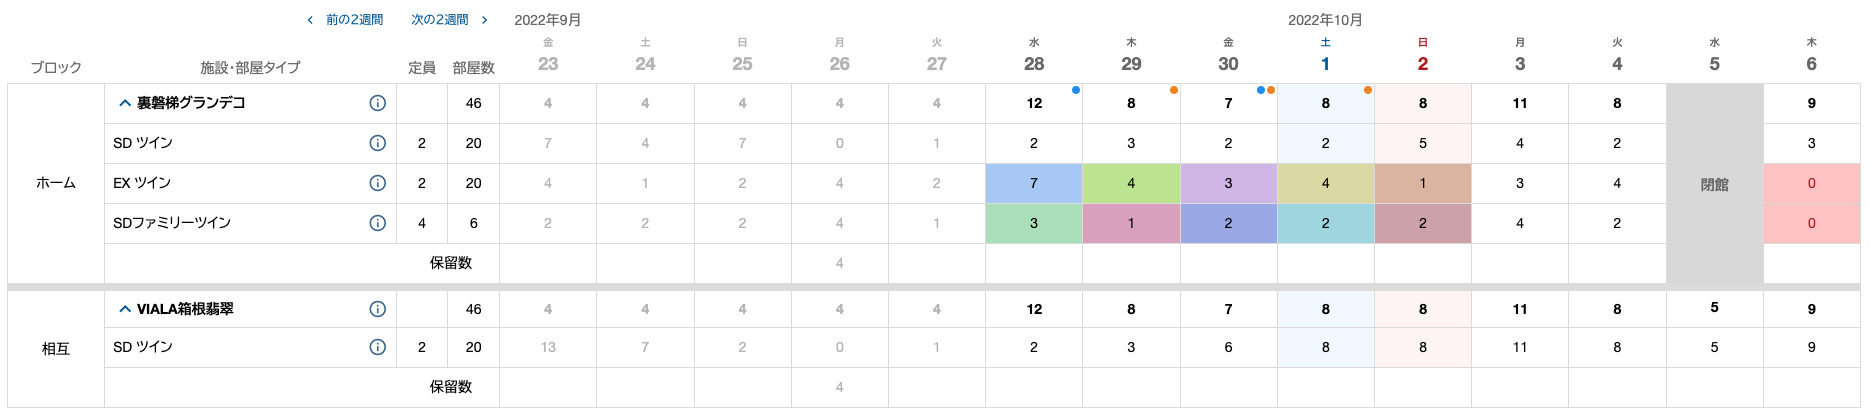 前の2週間 次の2週間 2022年9月 2022年10月
金 土 日 月 火 水 木 金 土 日 月 火 水 木
ブロック 施設・部屋タイプ 定員 部屋数 23 24 25 26 27 28 29 30 1 2 3 4 5 6
裏磐梯グランデコ 46 4 4 4 4 4 12 8 7 8 8 11 8 9
SD ツイン 2 20 7 4 7 0 1 2 3 2 2 5 4 2 3
ホーム EX ツイン 2 20 4 1 2 4 2 7 4 3 4 1 3 4 閉館 0
SDファミリーツイン 4 6 2 2 2 4 1 3 1 2 2 2 4 2 0
保留数 4
VIALA箱根翡翠 46 4 4 4 4 4 12 8 7 8 8 11 8 5 9
相互 SD ツイン 2 20 13 7 2 0 1 2 3 6 8 8 11 8 5 9
保留数 4